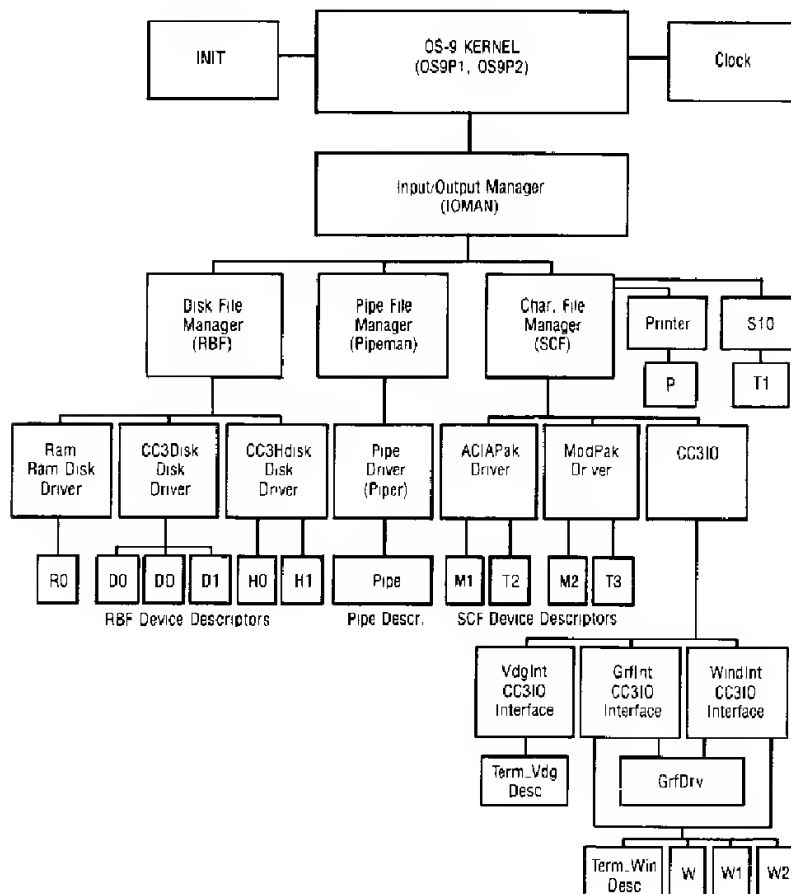 INIT
OS-9 KERNEL
(OS9P1, OS9P2)
Clock
Input/Output Manager
(IOMAN)
Disk File
Manager
(RBF)
Pipe File
Manager
(Pipeman)
Char. File
Manager
(SCF)
Printer
S10
P
T1
Ram
Ram Disk
Driver
CC3Disk
Disk
Driver
CC3Hdisk
Disk
Driver
Pipe
Driver
(Piper)
ACIAPak
Driver
ModPak
Driver
CC3IO
R0
D0
D0
D1
H0
H1
Pipe
M1
T2
M2
T3
RBF Device Descriptors
Pipe Descr.
SCF Device Descriptors
VdgInt
CC3IO
Interface
GrfInt
CC3IO
Interface
WindInt
CC3IO
Interface
Term_Vdg
Desc
GrfDrv
Term_Win
Desc
W
W1
W2